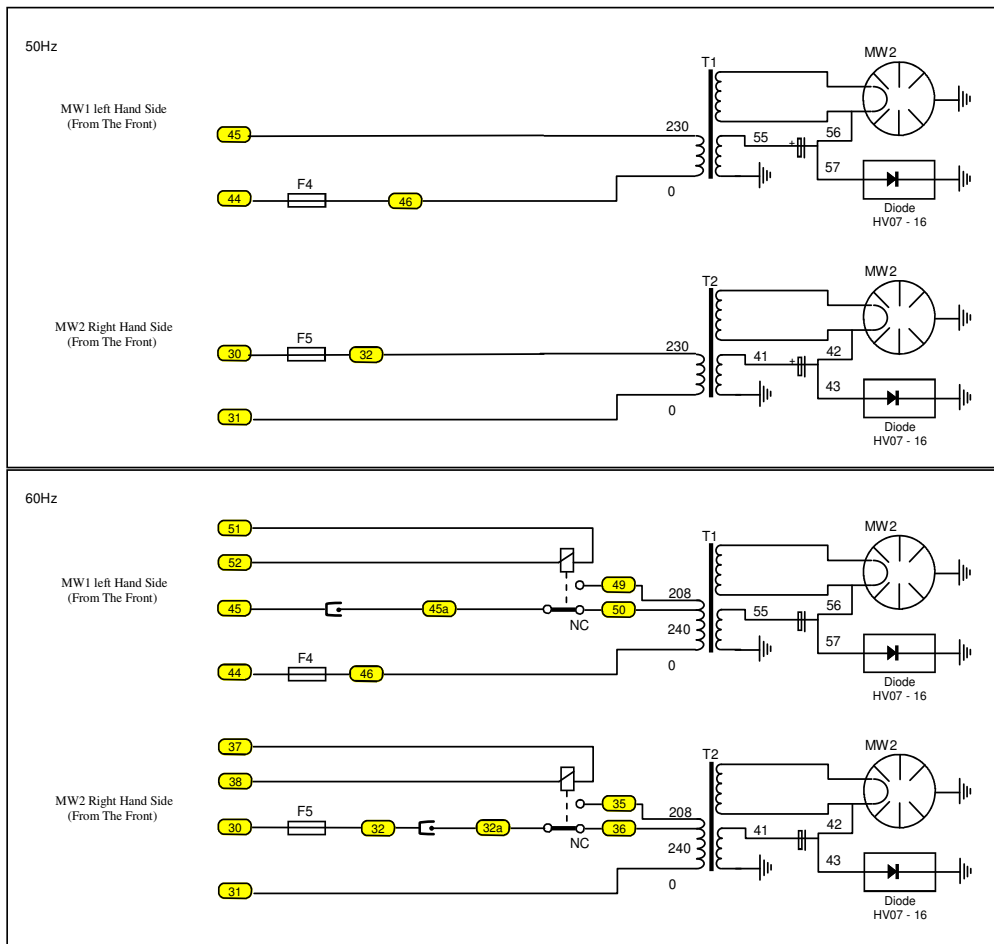 50Hz
MW1 left Hand Side
(From The Front)
45
230
T1
MW2
55
+
56
57
44
F4
46
0
Diode
HV07 - 16
MW2 Right Hand Side
(From The Front)
30
F5
32
230
T2
MW2
41
+
42
43
31
0
Diode
HV07 - 16
60Hz
MW1 left Hand Side
(From The Front)
51
52
T1
MW2
49
208
45
45a
NC
50
240
55
56
57
44
F4
46
0
Diode
HV07 - 16
MW2 Right Hand Side
(From The Front)
37
38
T2
MW2
35
208
30
F5
32
32a
NC
36
240
41
42
43
31
0
Diode
HV07 - 16